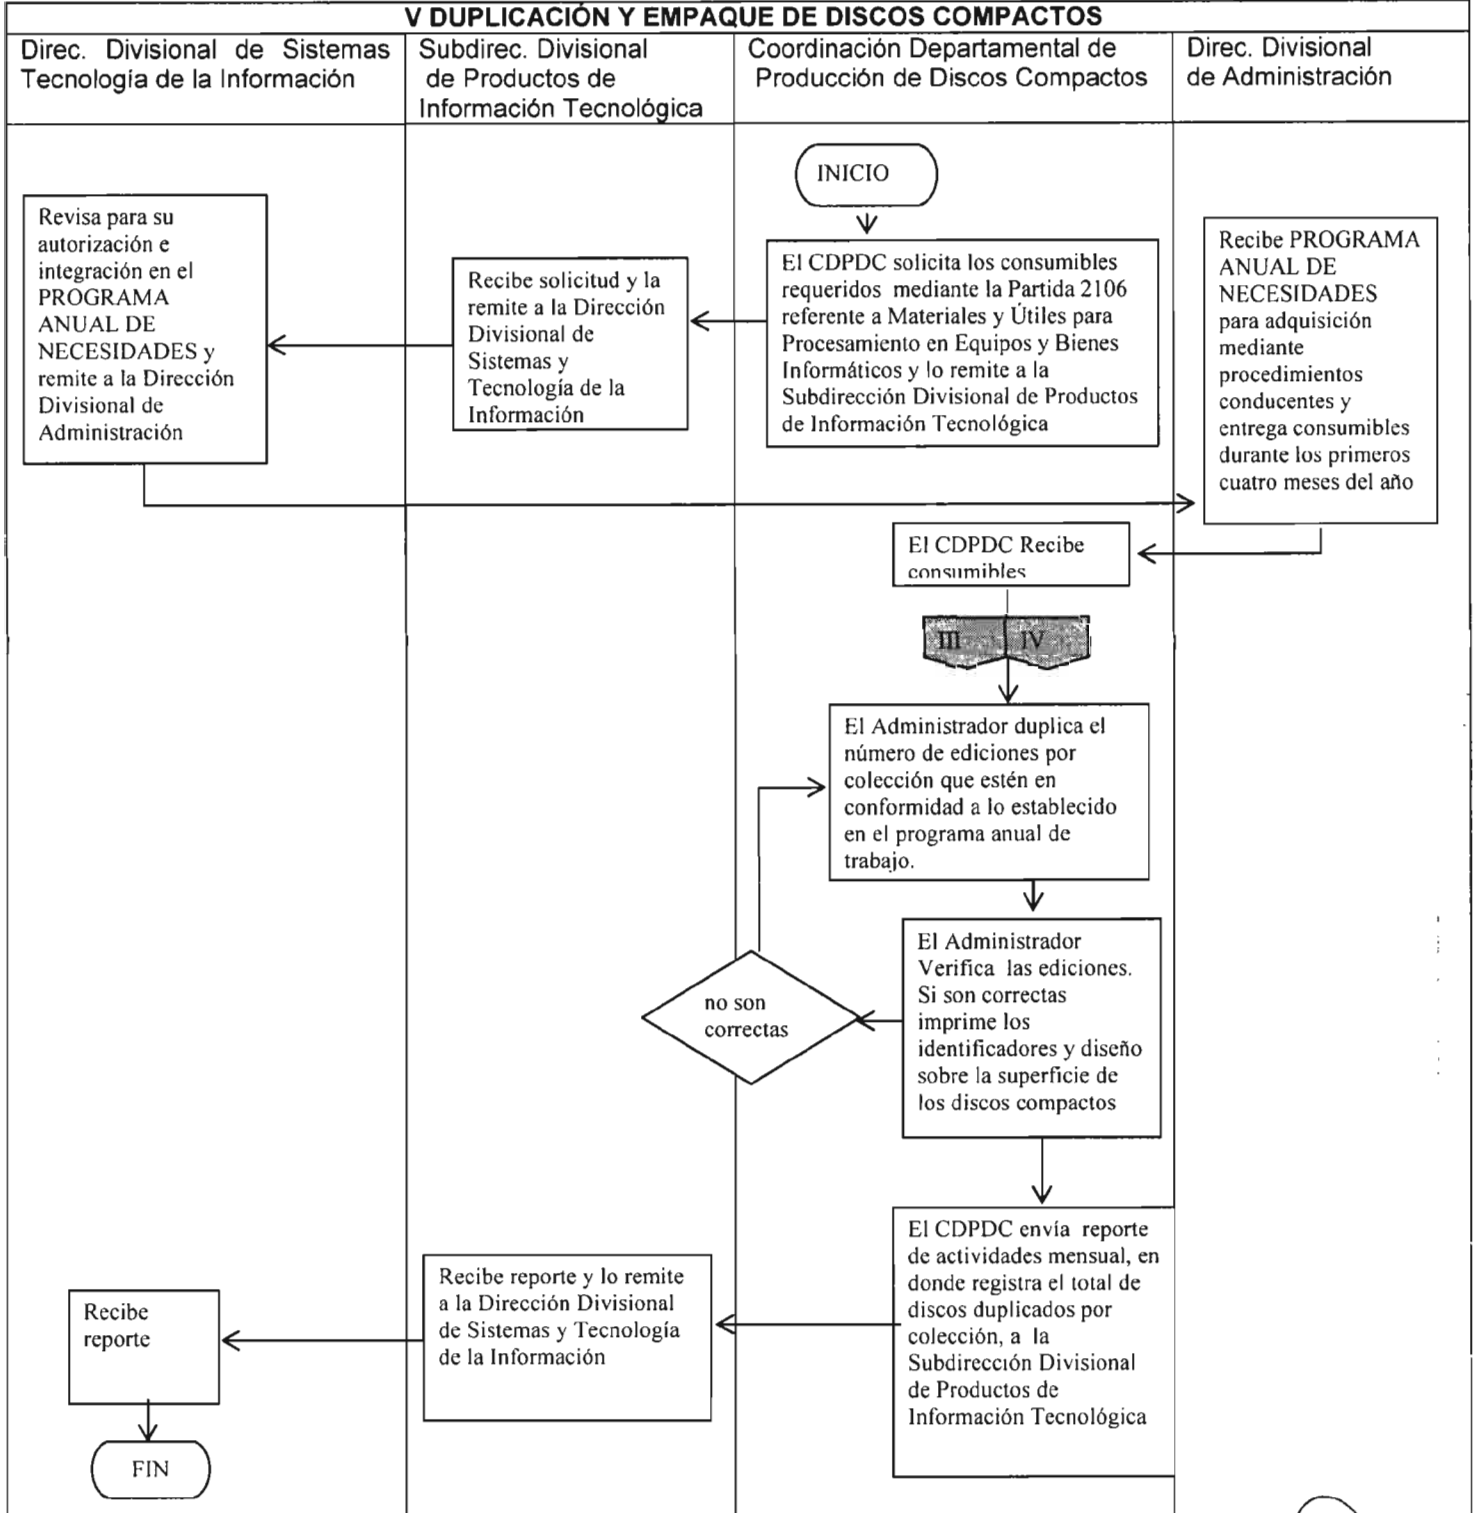 V DUPLICACIÓN Y EMPAQUE DE DISCOS COMPACTOS
Direc. Divisional de Sistemas
Tecnología de la Información
Subdirec. Divisional
de Productos de
Información Tecnológica
Coordinación Departamental de
Producción de Discos Compactos
Direc. Divisional
de Administración
INICIO
El CDPDC solicita los consumibles
requeridos mediante la Partida 2106
referente a Materiales y Útiles para
Procesamiento en Equipos y Bienes
Informáticos y lo remite a la
Subdirección Divisional de Productos
de Información Tecnológica
Recibe solicitud y la
remite a la Dirección
Divisional de
Sistemas y
Tecnología de la
Información
Revisa para su
autorización e
integración en el
PROGRAMA
ANUAL DE
NECESIDADES y
remite a la Dirección
Divisional de
Administración
Recibe PROGRAMA
ANUAL DE
NECESIDADES
para adquisición
mediante
procedimientos
conducentes y
entrega consumibles
durante los primeros
cuatro meses del año
El CDPDC Recibe
consumibles
III IV
El Administrador duplica el
número de ediciones por
colección que estén en
conformidad a lo establecido
en el programa anual de
trabajo.
El Administrador
Verifica las ediciones.
Si son correctas
imprime los
identificadores y diseño
sobre la superficie de
los discos compactos
no son
correctas
El CDPDC envía reporte
de actividades mensual, en
donde registra el total de
discos duplicados por
colección, a la
Subdirección Divisional
de Productos de
Información Tecnológica
Recibe reporte y lo remite
a la Dirección Divisional
de Sistemas y Tecnología
de la Información
Recibe
reporte
FIN